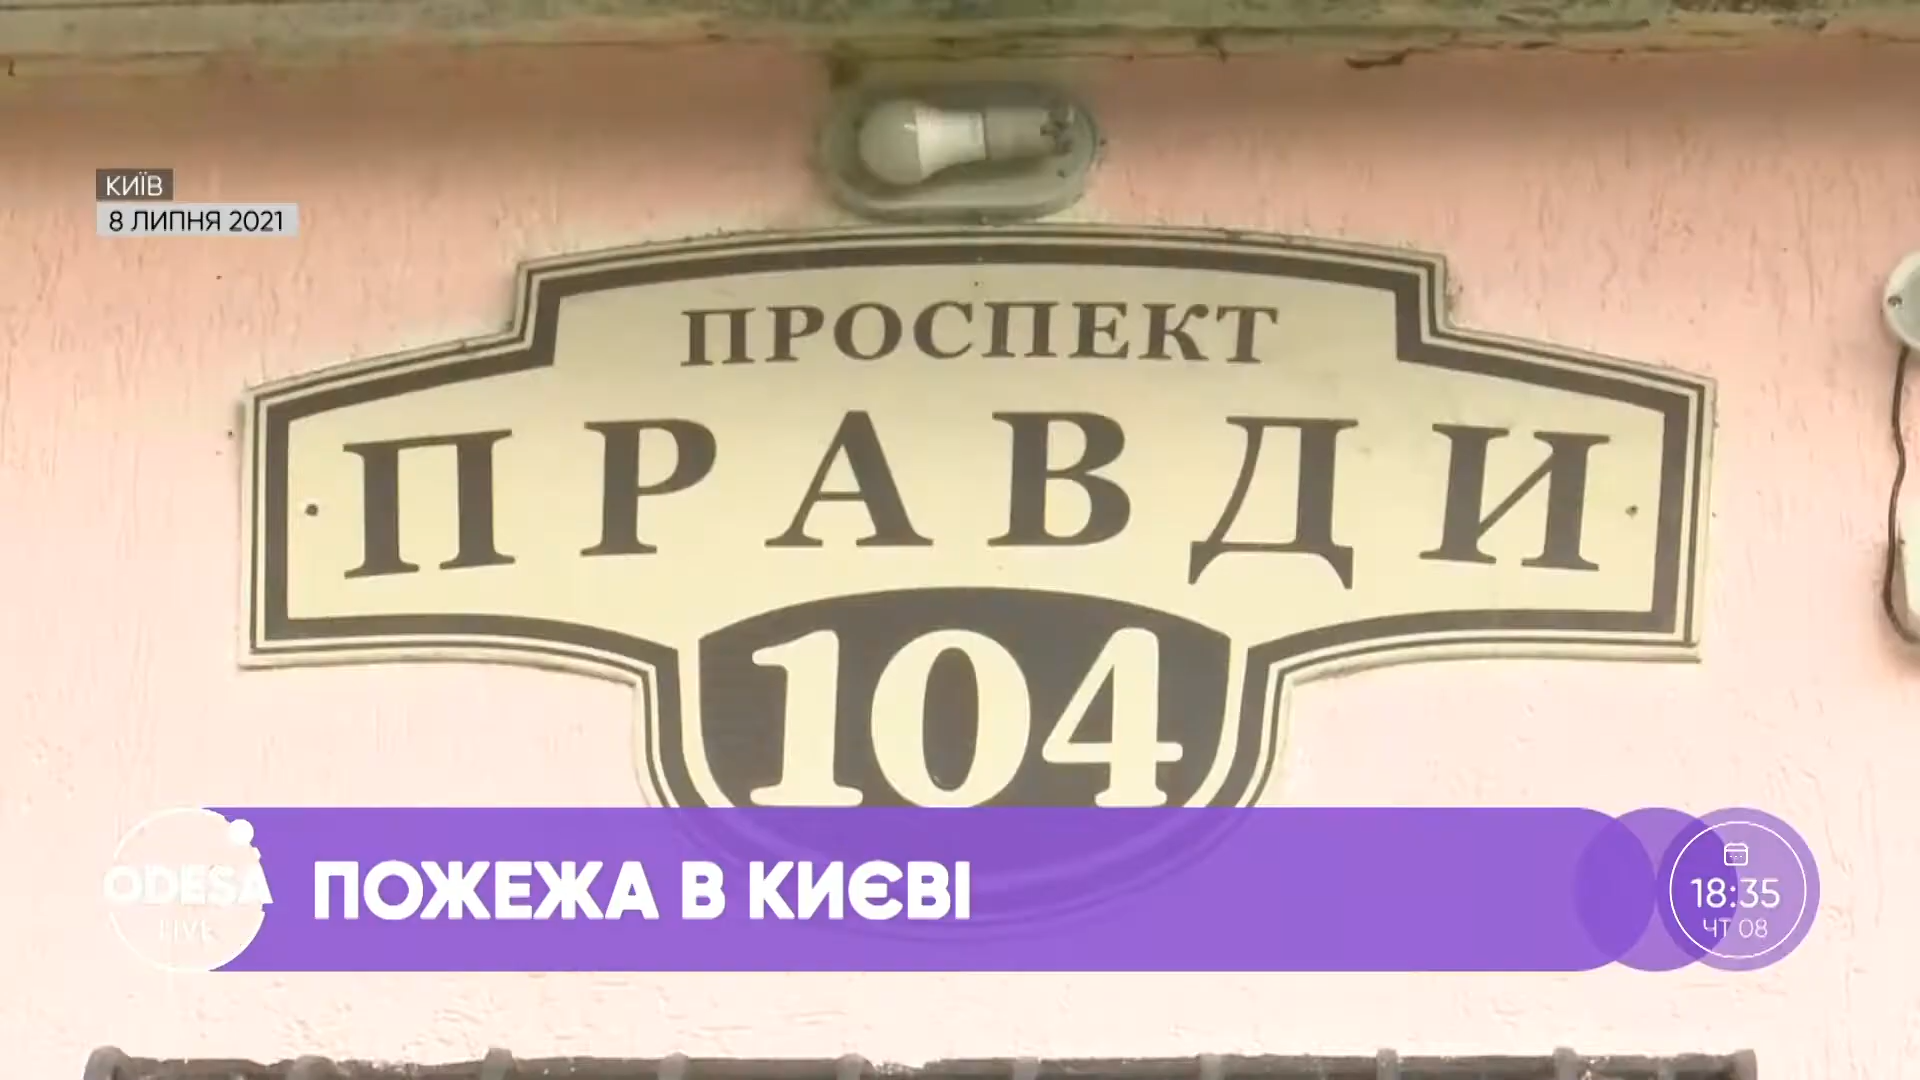 КИЇВ
8 ЛИПНЯ 2021
ПРОСПЕКТ
ПРАВДИ
104
ODESA
LIVE
ПОЖЕЖА В КИЄВІ
18:35
ЧТ 08